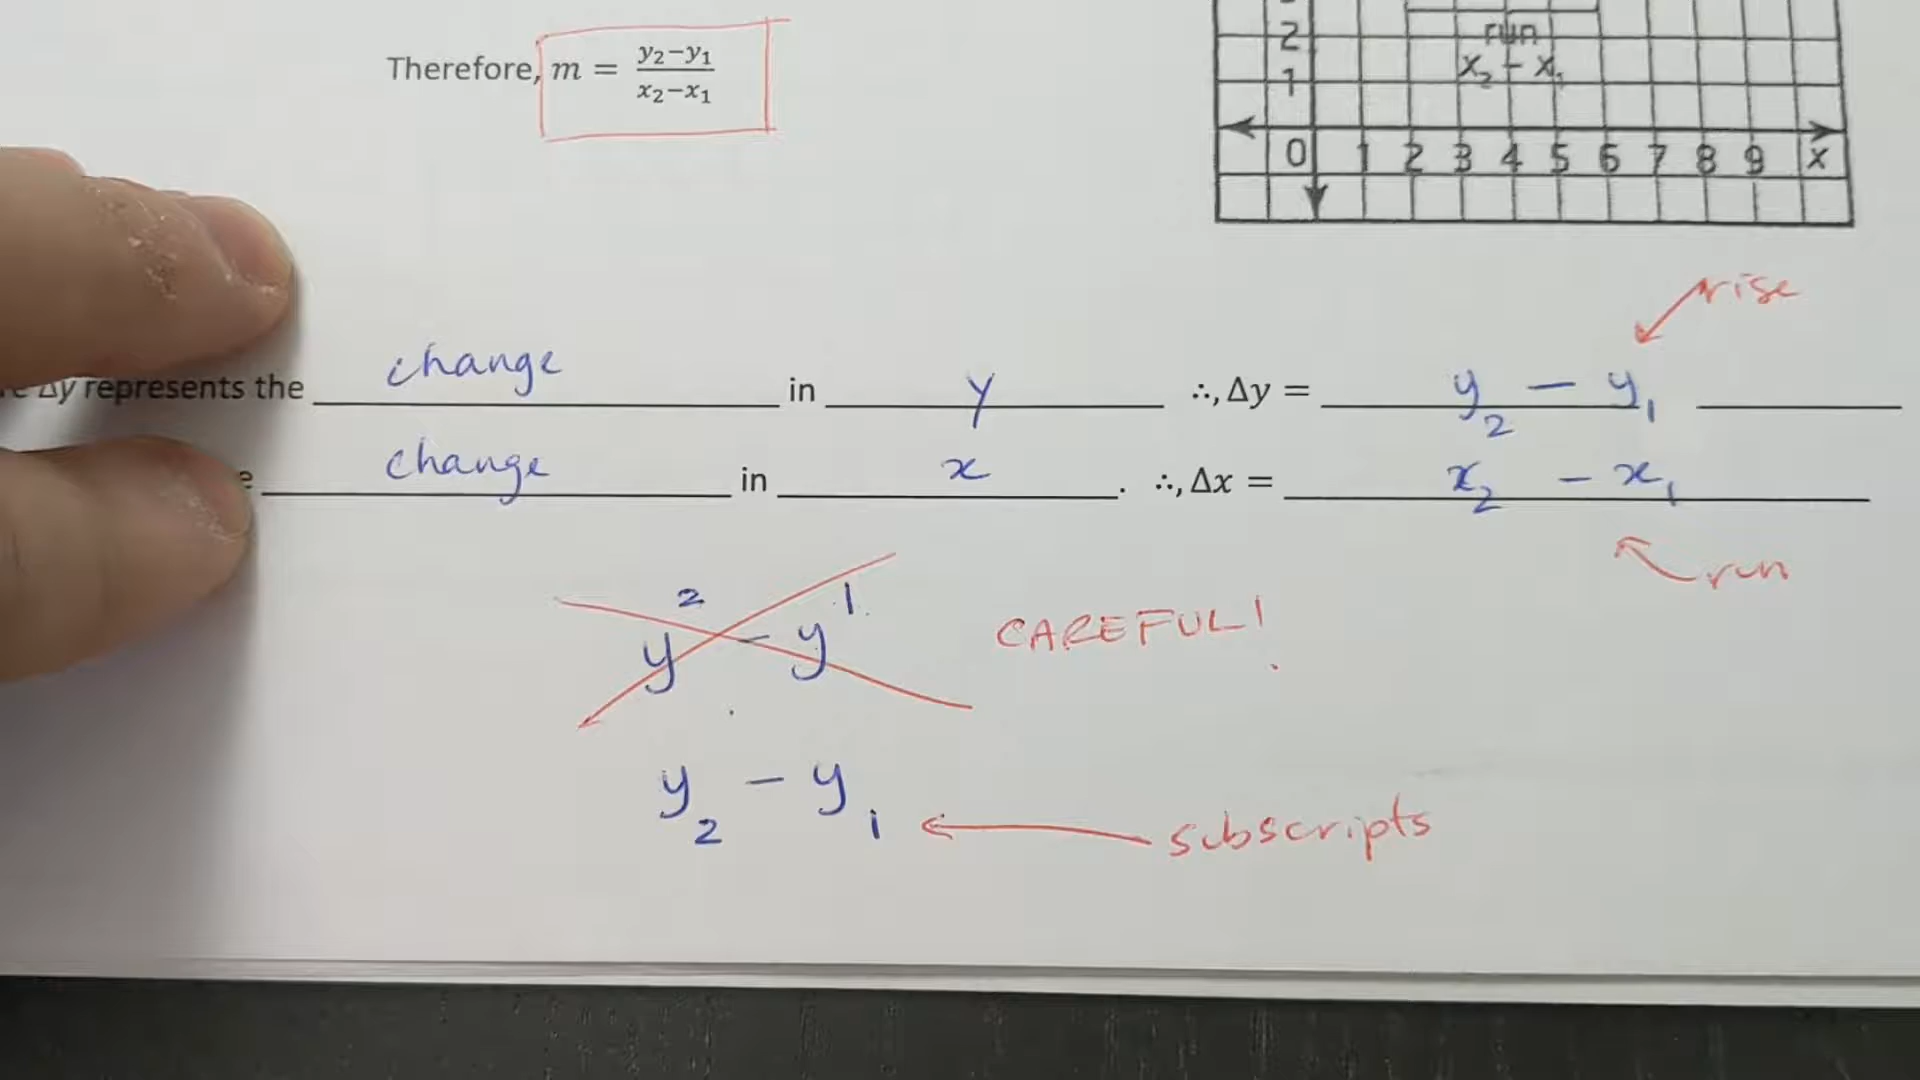 Therefore, m = y₂−y₁ / x₂−x₁
2 run
1 x₂ − x₁
0 1 2 3 4 5 6 7 8 9 x
rise
Δy represents the change in y ∴, Δy = y₂ − y₁
change in x . ∴, Δx = x₂ − x₁
run
y² − y¹ CAREFUL!
y₂ − y₁ ← subscripts